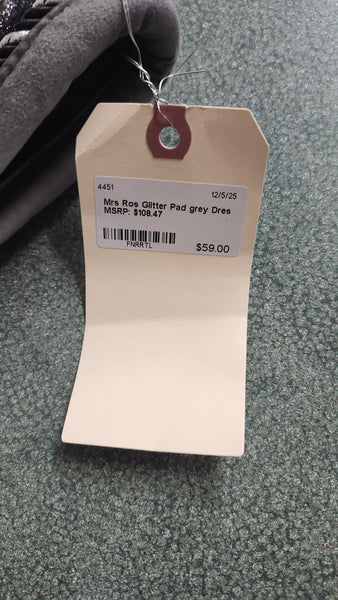 4451 12/5/25
Mrs Ros Glitter Pad grey Dres
MSRP: $108.47
FNRRTL $59.00